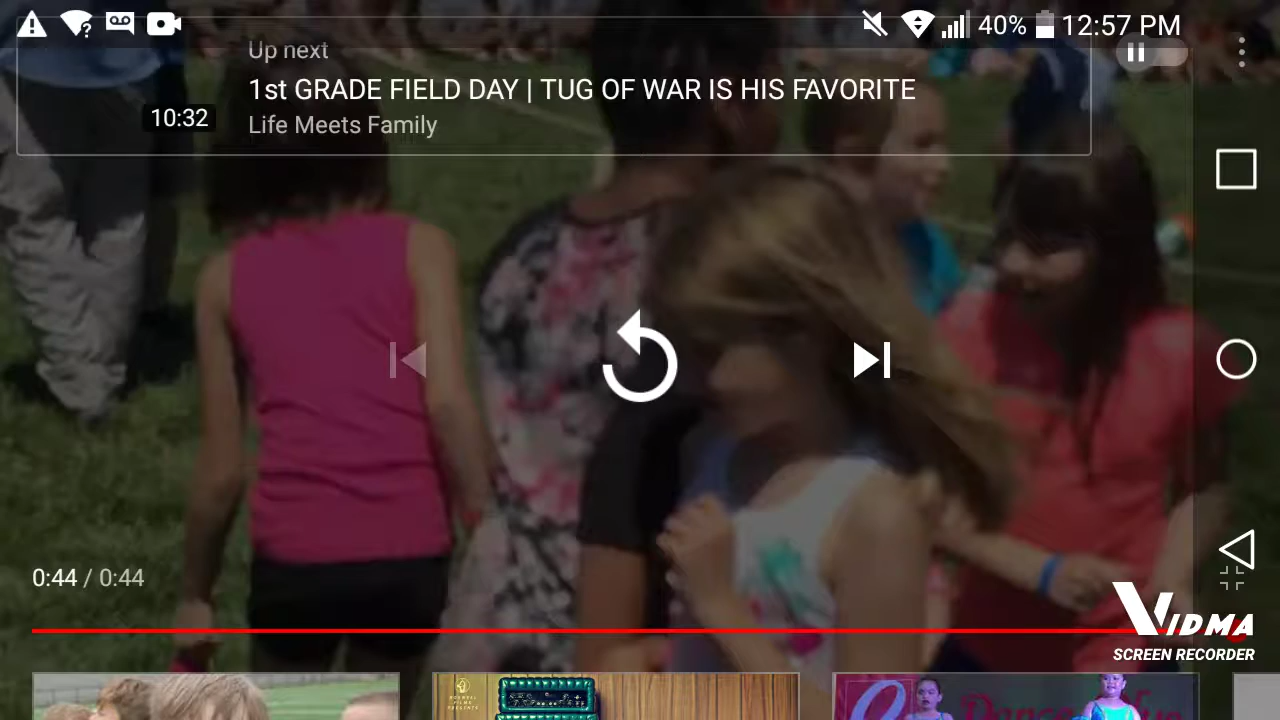 40% 12:57 PM
Up next
1st GRADE FIELD DAY | TUG OF WAR IS HIS FAVORITE
10:32
Life Meets Family
0:44 / 0:44
VIDMA
SCREEN RECORDER
Dance